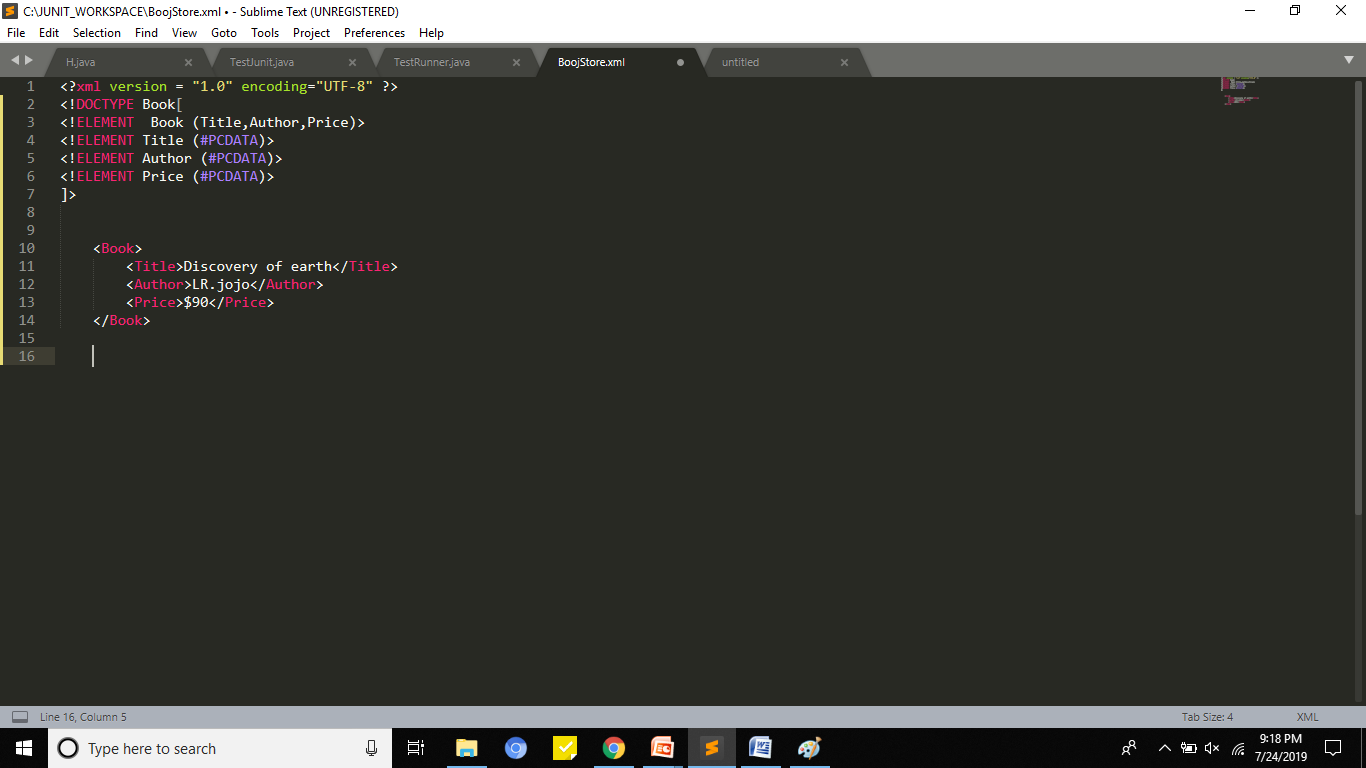 C:\JUNIT_WORKSPACE\BoojStore.xml • - Sublime Text (UNREGISTERED)
File Edit Selection Find View Goto Tools Project Preferences Help
H.java TestJunit.java TestRunner.java BoojStore.xml untitled
1 <?xml version = "1.0" encoding="UTF-8" ?>
2 <!DOCTYPE Book[
3 <!ELEMENT  Book (Title,Author,Price)>
4 <!ELEMENT Title (#PCDATA)>
5 <!ELEMENT Author (#PCDATA)>
6 <!ELEMENT Price (#PCDATA)>
7 ]>
8
9
10     <Book>
11         <Title>Discovery of earth</Title>
12         <Author>LR.jojo</Author>
13         <Price>$90</Price>
14     </Book>
15
16
Line 16, Column 5 Tab Size: 4 XML
Type here to search 9:18 PM
7/24/2019